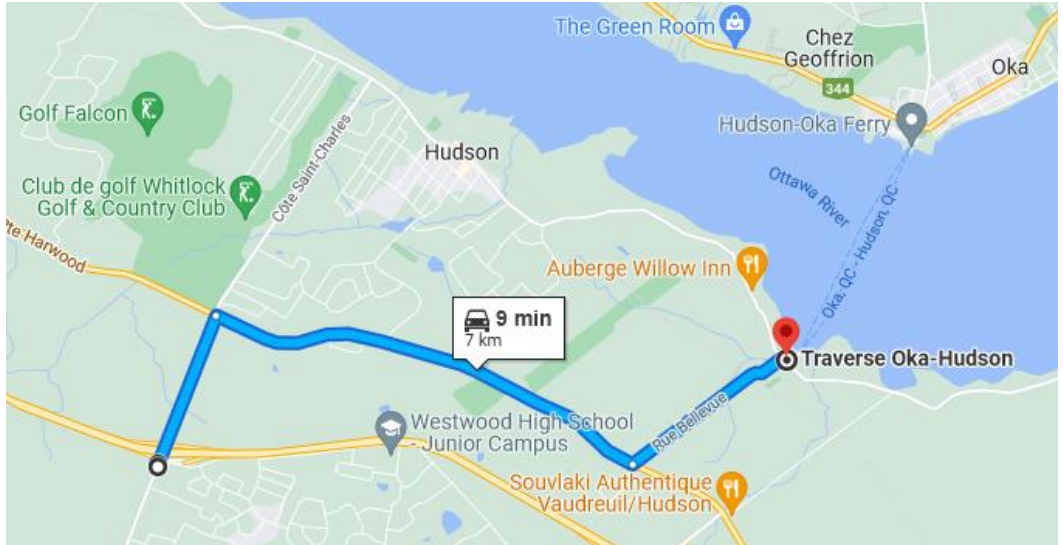 The Green Room
Chez
Geoffrion
Oka
344
Golf Falcon
Hudson-Oka Ferry
Côte Saint-Charles
Hudson
Ottawa
River
Club de golf Whitlock
Golf & Country Club
Oka, QC - Hudson, QC
Pte Harwood
Auberge Willow Inn
9 min
7 km
Traverse Oka-Hudson
Westwood High School
- Junior Campus
Rue Bellevue
Souvlaki Authentique
Vaudreuil/Hudson